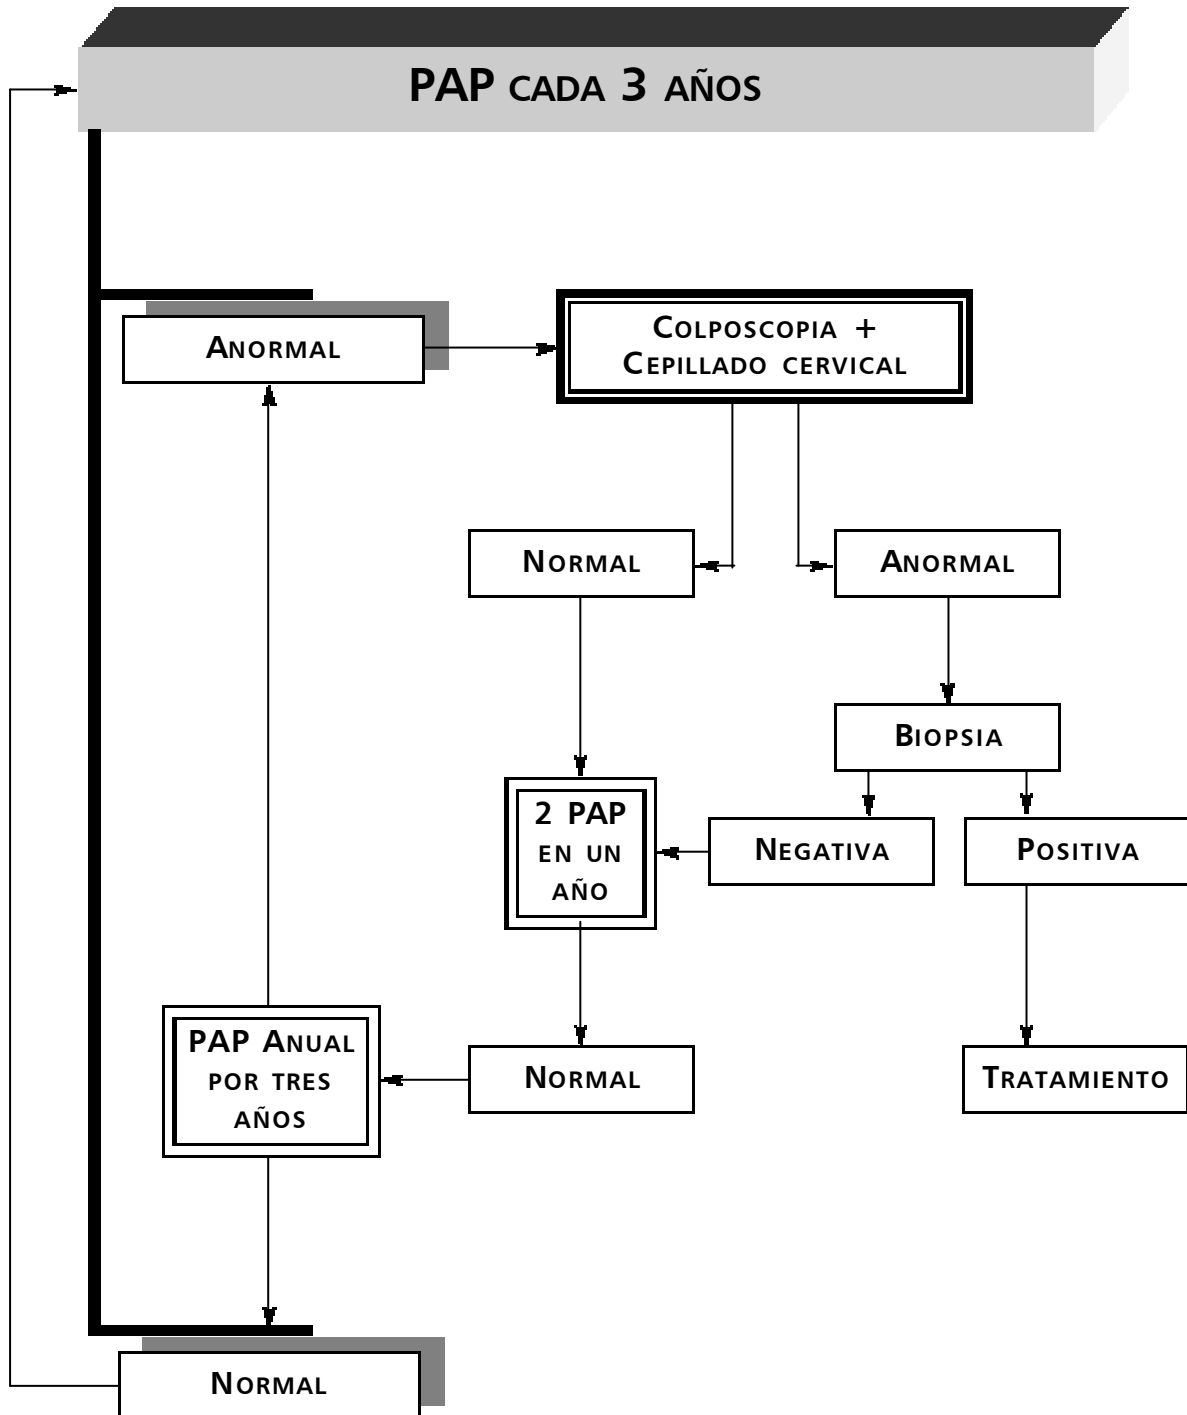 PAP CADA 3 AÑOS
ANORMAL
COLPOSCOPIA +
CEPILLADO CERVICAL
NORMAL
ANORMAL
BIOPSIA
2 PAP
EN UN
AÑO
NEGATIVA
POSITIVA
PAP ANUAL
POR TRES
AÑOS
NORMAL
TRATAMIENTO
NORMAL